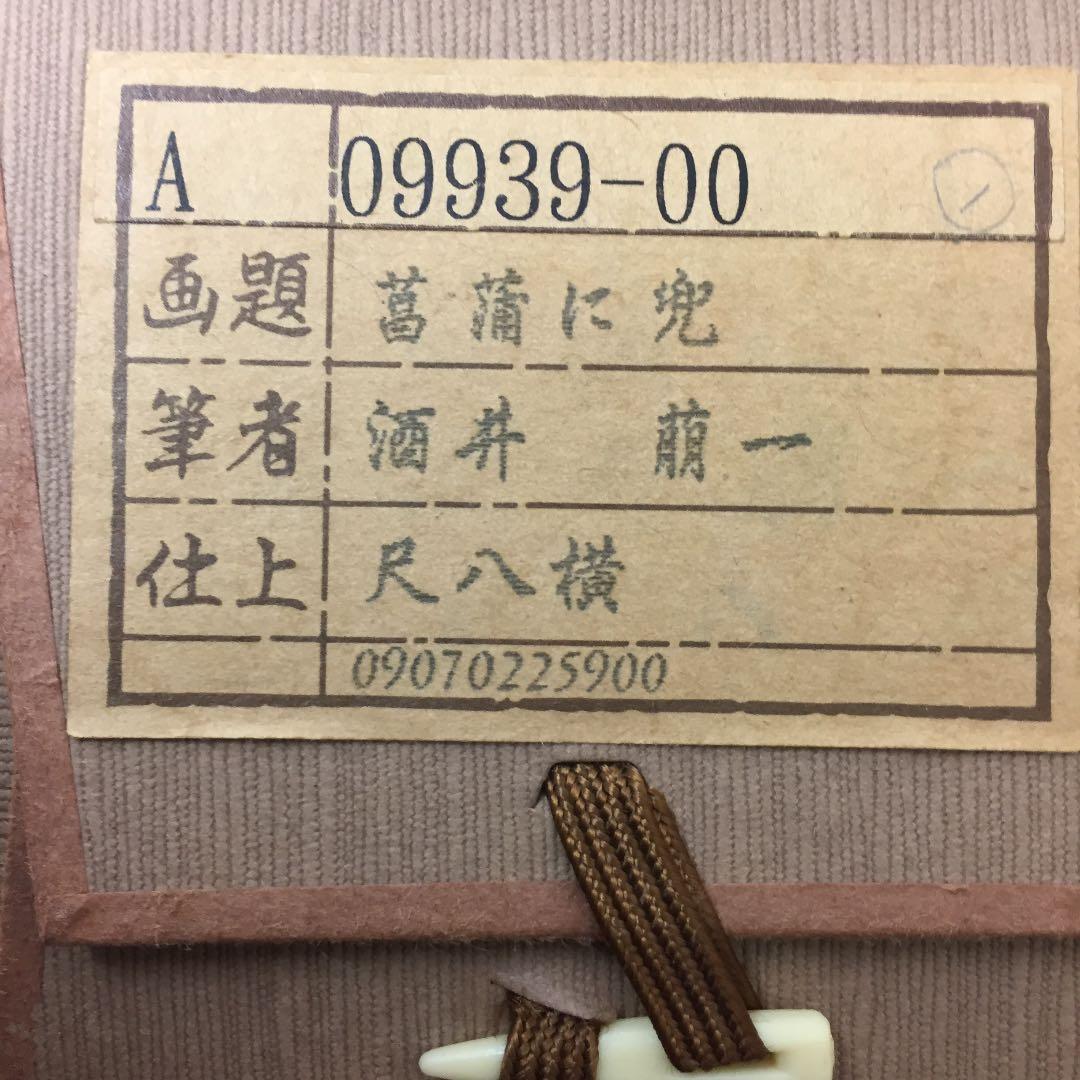 A 09939-00
画題 菖蒲に兜
筆者 酒井 萠一
仕上 尺八横
09070225900